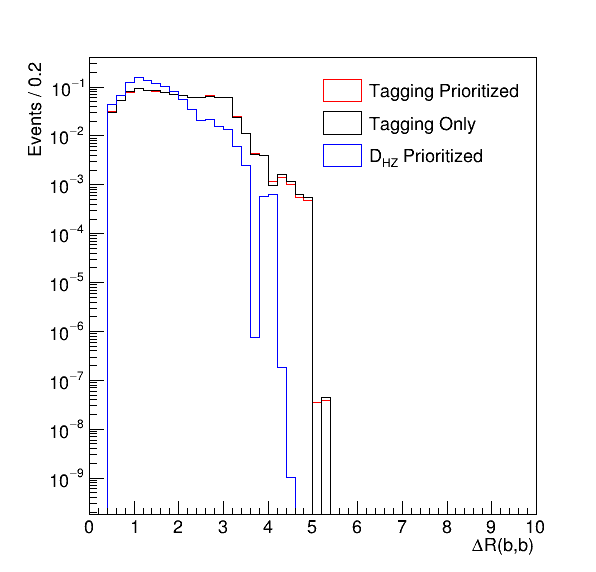 Events / 0.2
10⁻¹
10⁻²
10⁻³
10⁻⁴
10⁻⁵
10⁻⁶
10⁻⁷
10⁻⁸
10⁻⁹
Tagging Prioritized
Tagging Only
D_HZ Prioritized
0 1 2 3 4 5 6 7 8 9 10
ΔR(b,b)